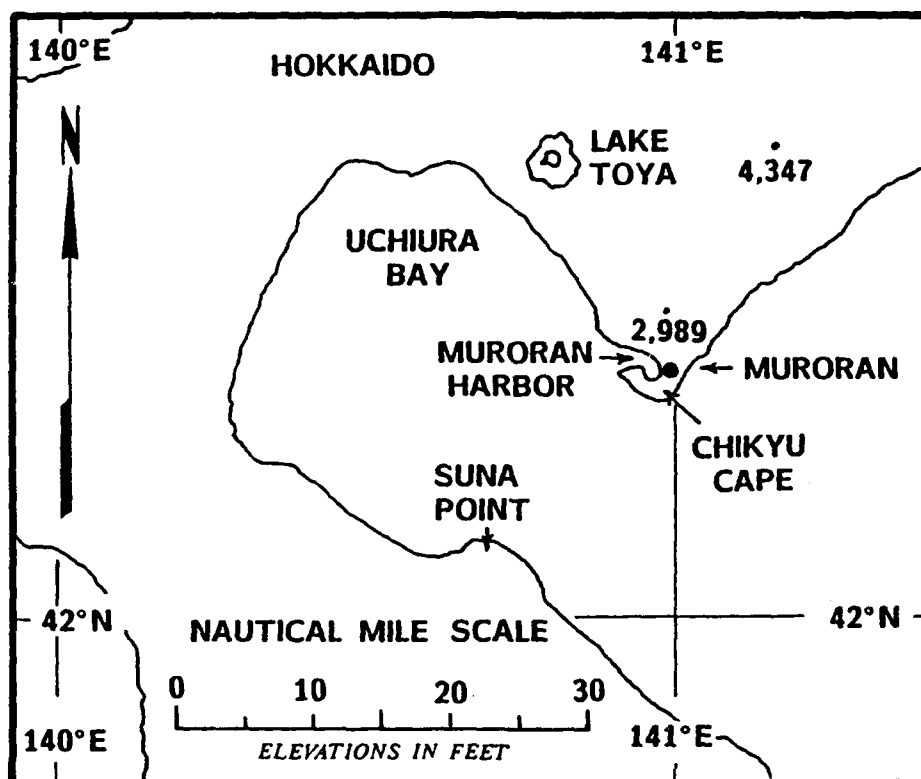 140°E
141°E
HOKKAIDO
N
LAKE
TOYA
4,347
UCHIURA
BAY
2,989
MURORAN
HARBOR
MURORAN
CHIKYU
CAPE
SUNA
POINT
42°N
42°N
NAUTICAL MILE SCALE
0 10 20 30
140°E
141°E
ELEVATIONS IN FEET